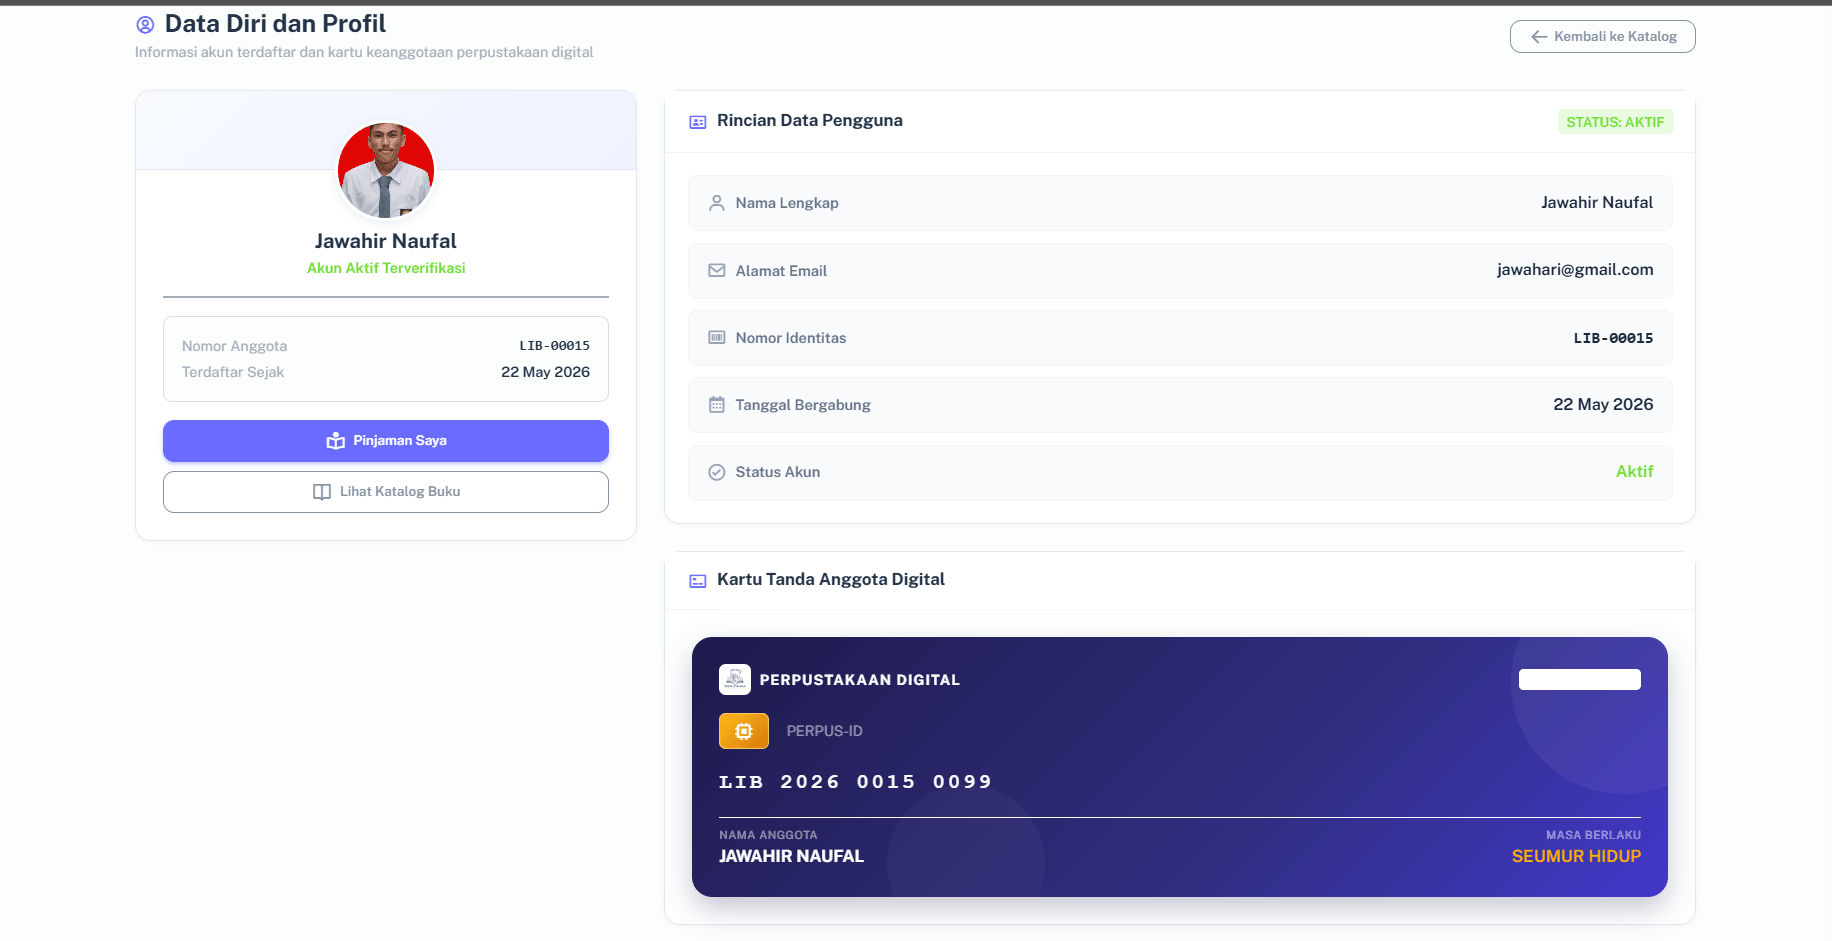 Data Diri dan Profil
Informasi akun terdaftar dan kartu keanggotaan perpustakaan digital
Kembali ke Katalog
Jawahir Naufal
Akun Aktif Terverifikasi
Nomor Anggota LIB-00015
Terdaftar Sejak 22 May 2026
Pinjaman Saya
Lihat Katalog Buku
Rincian Data Pengguna
STATUS: AKTIF
Nama Lengkap Jawahir Naufal
Alamat Email jawahari@gmail.com
Nomor Identitas LIB-00015
Tanggal Bergabung 22 May 2026
Status Akun Aktif
Kartu Tanda Anggota Digital
PERPUSTAKAAN DIGITAL
PERPUS-ID
LIB 2026 0015 0099
NAMA ANGGOTA MASA BERLAKU
JAWAHIR NAUFAL SEUMUR HIDUP